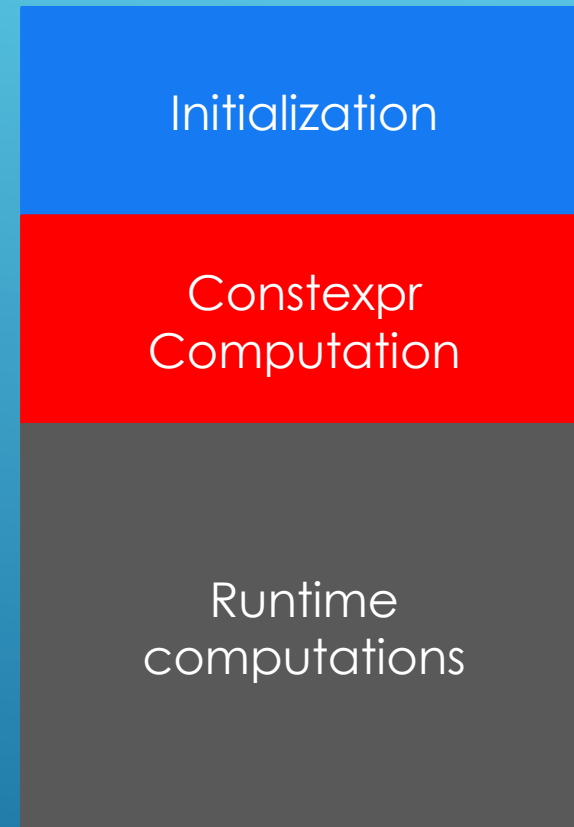 Initialization
Constexpr
Computation
Runtime
computations